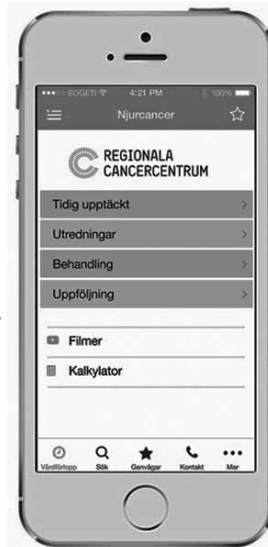 SOGETI 4:21 PM 100%
Njurcancer
REGIONALA
CANCERCENTRUM
Tidig upptäckt
Utredningar
Behandling
Uppföljning
Filmer
Kalkylator
Vårdförlopp Sök Genvägar Kontakt Mer